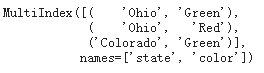 MultiIndex([(    'Ohio', 'Green'),
            (    'Ohio',   'Red'),
            ('Colorado', 'Green')],
           names=['state', 'color'])